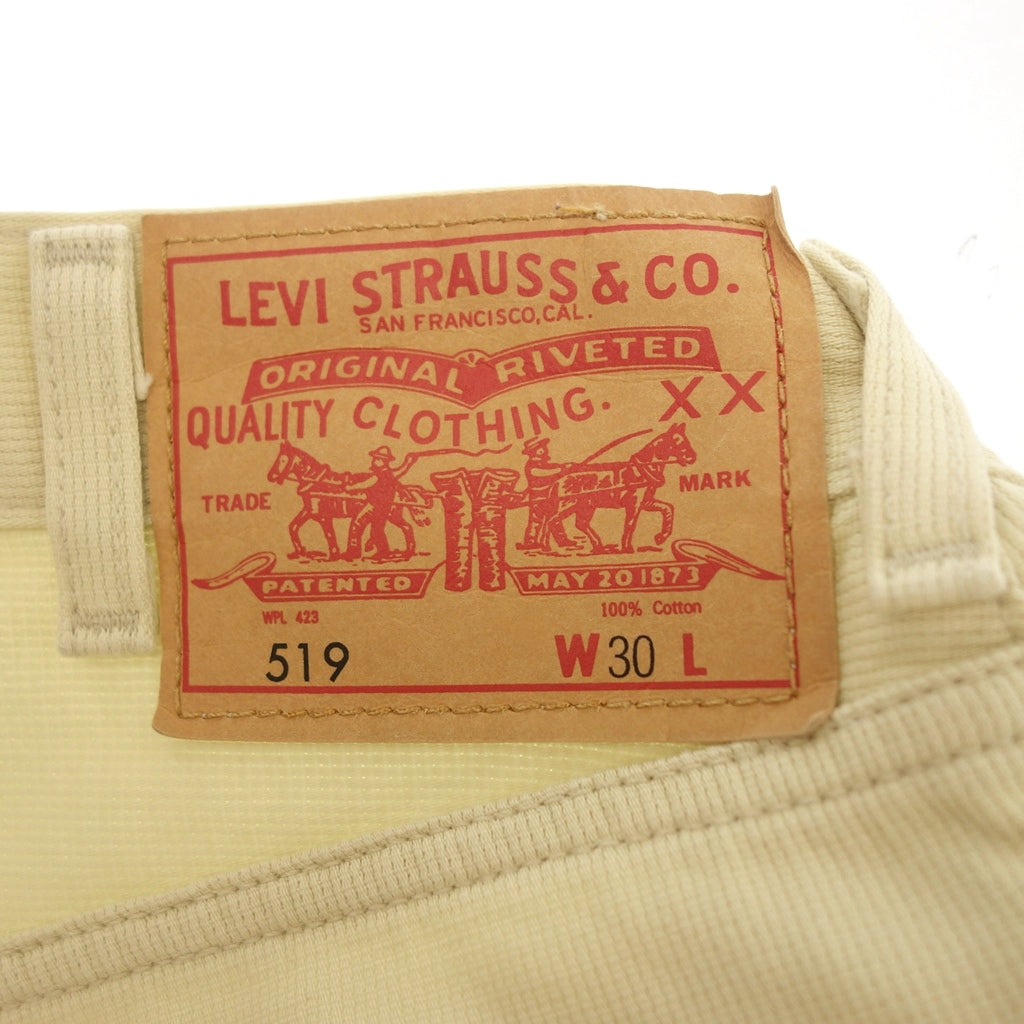 LEVI STRAUSS & CO.
SAN FRANCISCO, CAL.
ORIGINAL RIVETED
QUALITY CLOTHING. XX
TRADE MARK
PATENTED MAY 20 1873
WPL 423 100% Cotton
519 W 30 L